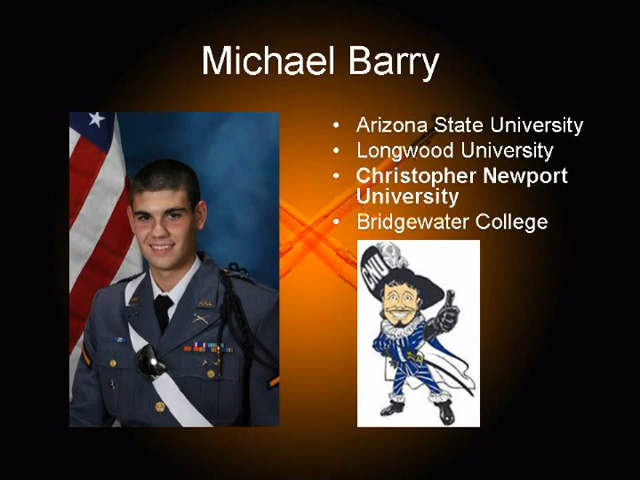 Michael Barry
• Arizona State University
• Longwood University
• Christopher Newport
University
• Bridgewater College
CNU